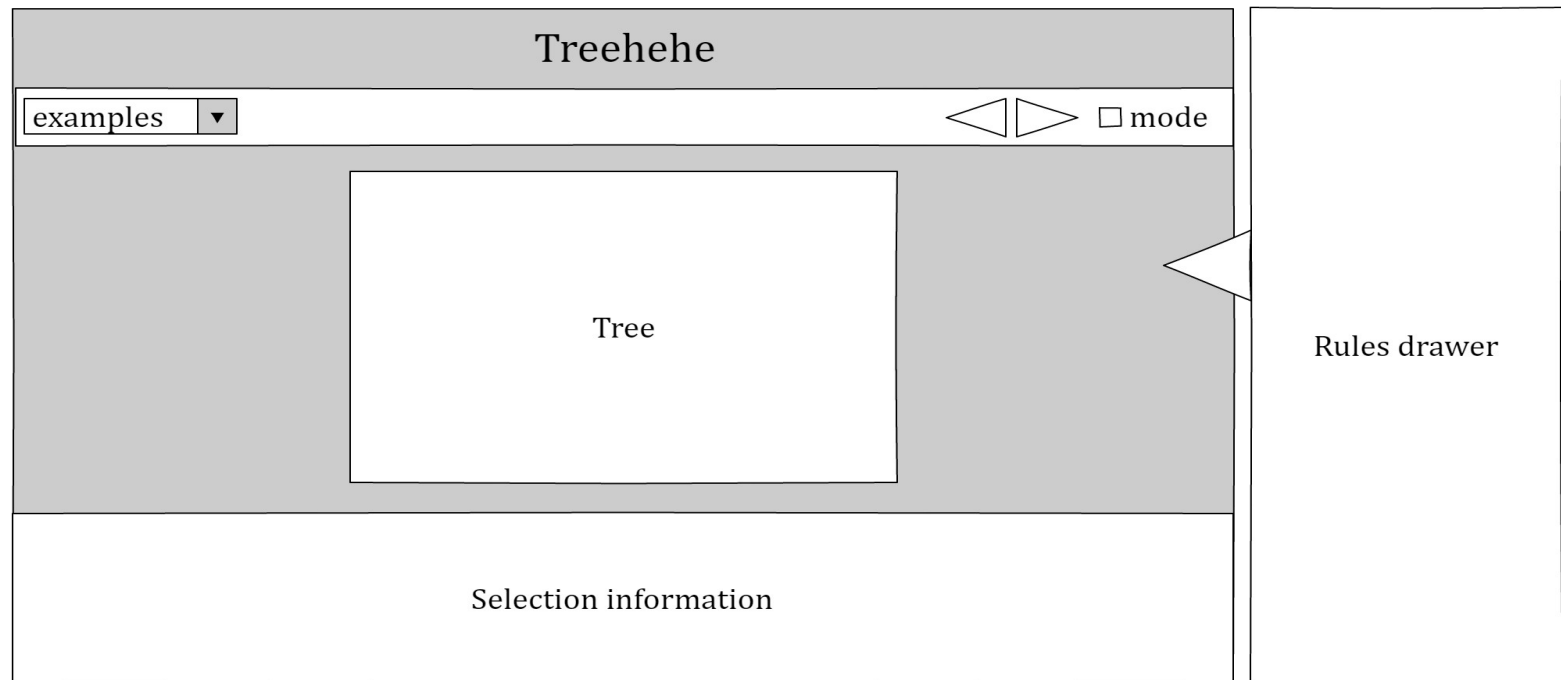 Treehehe
examples
mode
Tree
Rules drawer
Selection information